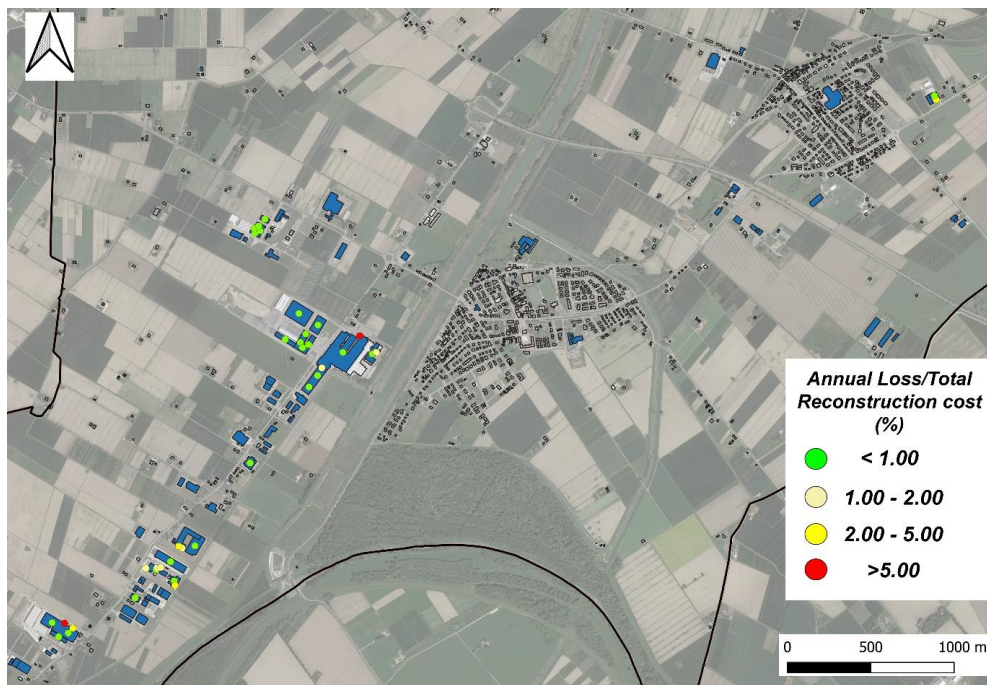 Annual Loss/Total
Reconstruction cost
(%)
< 1.00
1.00 - 2.00
2.00 - 5.00
>5.00
0 500 1000 m